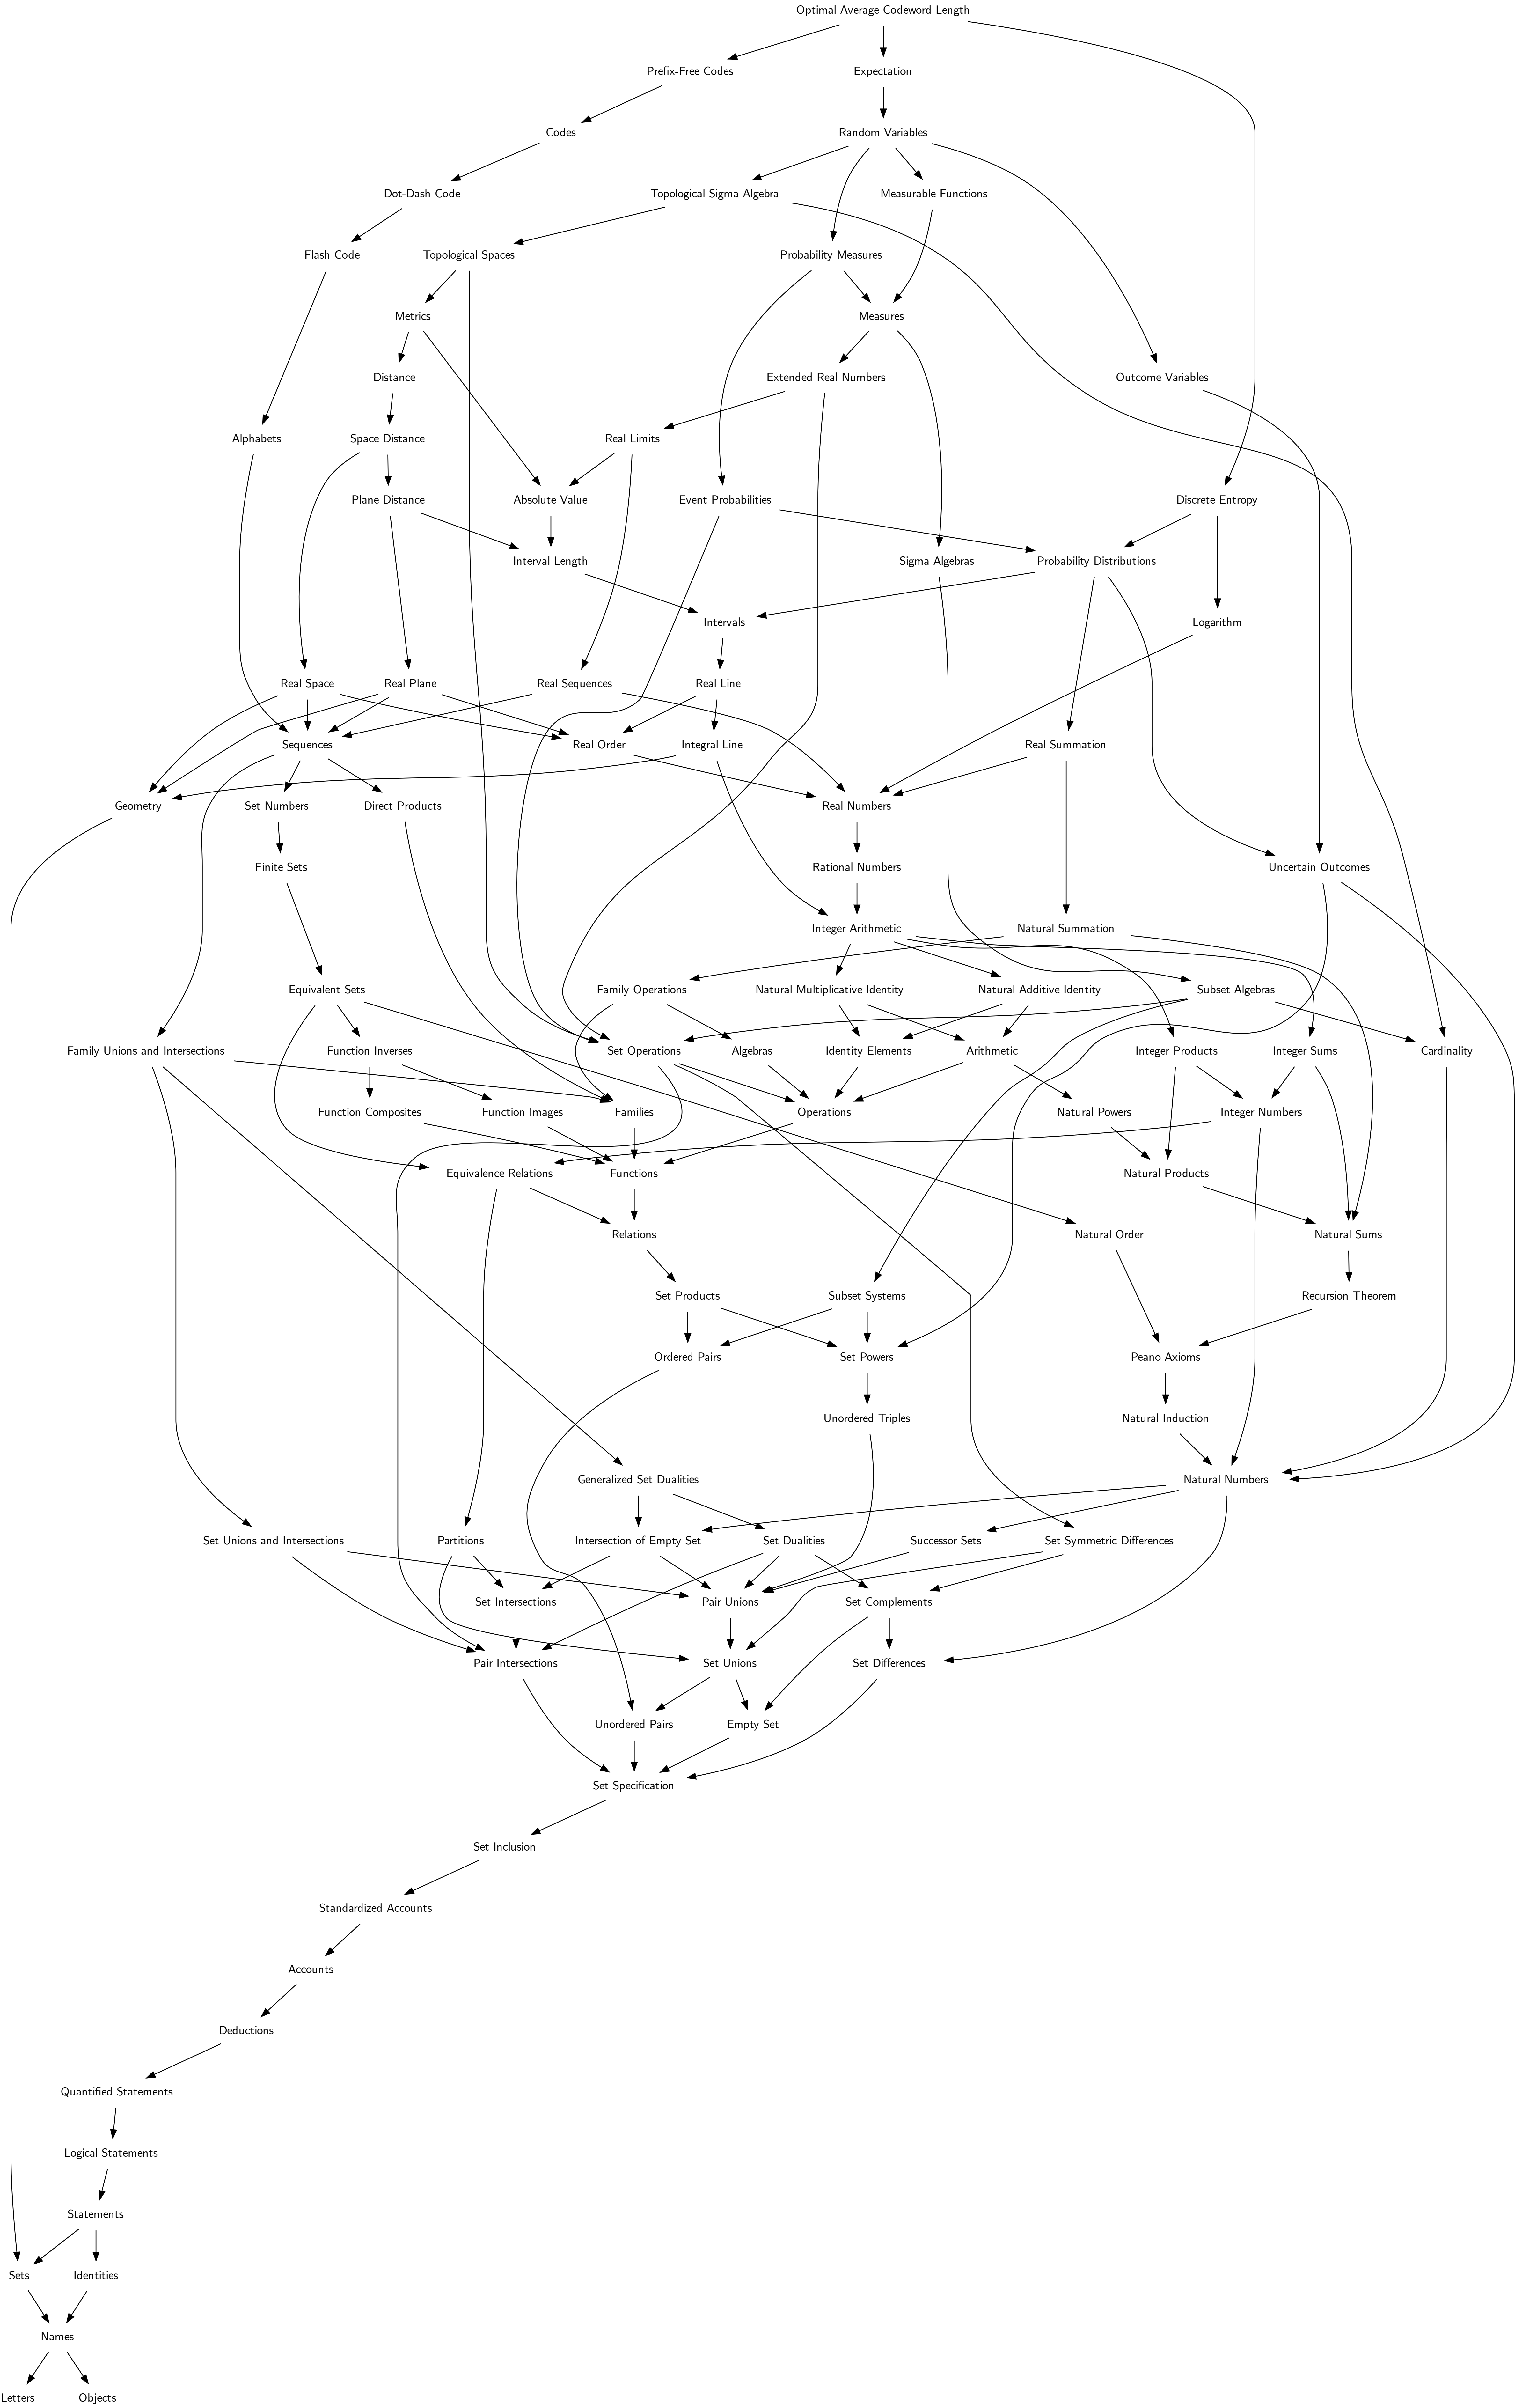 Optimal Average Codeword Length
Prefix-Free Codes
Expectation
Codes
Random Variables
Dot-Dash Code
Topological Sigma Algebra
Measurable Functions
Flash Code
Topological Spaces
Probability Measures
Metrics
Measures
Distance
Extended Real Numbers
Outcome Variables
Alphabets
Space Distance
Real Limits
Plane Distance
Absolute Value
Event Probabilities
Discrete Entropy
Interval Length
Sigma Algebras
Probability Distributions
Intervals
Logarithm
Real Space
Real Plane
Real Sequences
Real Line
Sequences
Real Order
Integral Line
Real Summation
Geometry
Set Numbers
Direct Products
Real Numbers
Finite Sets
Rational Numbers
Uncertain Outcomes
Integer Arithmetic
Natural Summation
Equivalent Sets
Family Operations
Natural Multiplicative Identity
Natural Additive Identity
Subset Algebras
Family Unions and Intersections
Function Inverses
Set Operations
Algebras
Identity Elements
Arithmetic
Integer Products
Integer Sums
Cardinality
Function Composites
Function Images
Families
Operations
Natural Powers
Integer Numbers
Equivalence Relations
Functions
Natural Products
Relations
Natural Order
Natural Sums
Set Products
Subset Systems
Recursion Theorem
Ordered Pairs
Set Powers
Peano Axioms
Unordered Triples
Natural Induction
Generalized Set Dualities
Natural Numbers
Set Unions and Intersections
Partitions
Intersection of Empty Set
Set Dualities
Successor Sets
Set Symmetric Differences
Set Intersections
Pair Unions
Set Complements
Pair Intersections
Set Unions
Set Differences
Unordered Pairs
Empty Set
Set Specification
Set Inclusion
Standardized Accounts
Accounts
Deductions
Quantified Statements
Logical Statements
Statements
Sets
Identities
Names
Letters
Objects